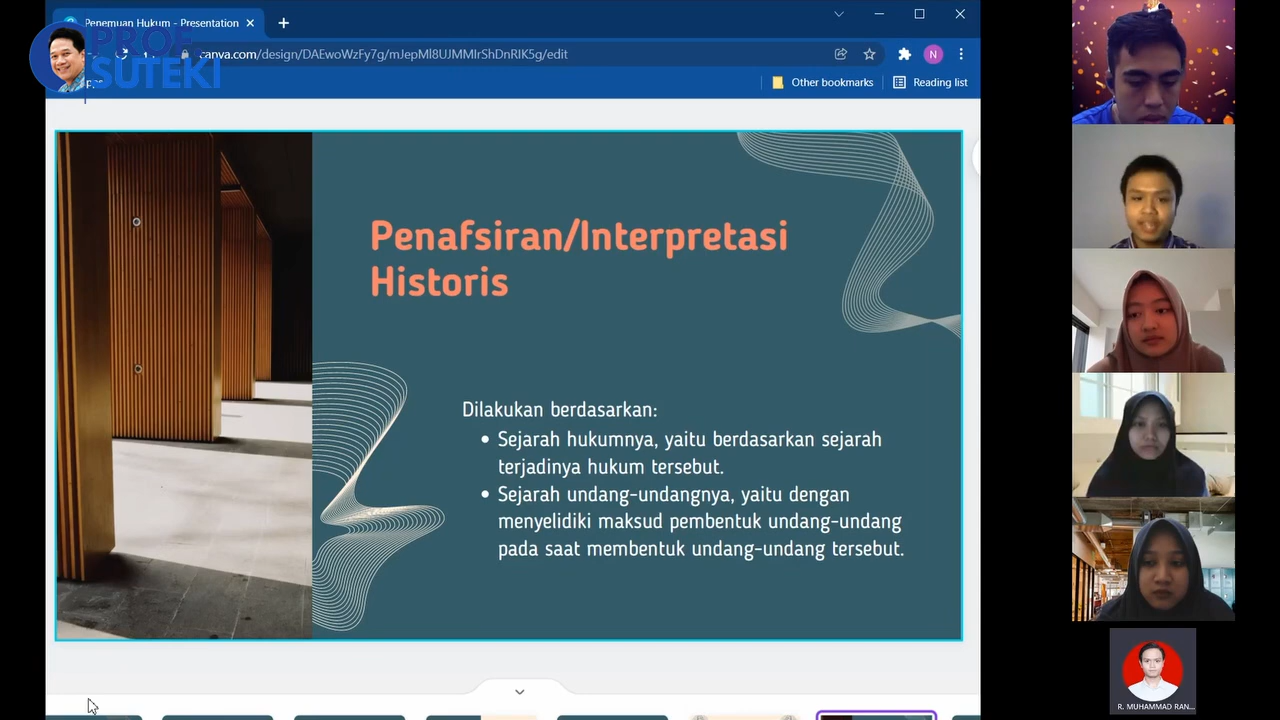 Penemuan Hukum - Presentation
PROF
SUTEKI
canva.com/design/DAEwoWzFy7g/mJepMl8UJMMIrShDnRIK5g/edit
N
Other bookmarks
Reading list
Penafsiran/Interpretasi
Historis
Dilakukan berdasarkan:
• Sejarah hukumnya, yaitu berdasarkan sejarah
terjadinya hukum tersebut.
• Sejarah undang-undangnya, yaitu dengan
menyelidiki maksud pembentuk undang-undang
pada saat membentuk undang-undang tersebut.
R. MUHAMMAD RAN...